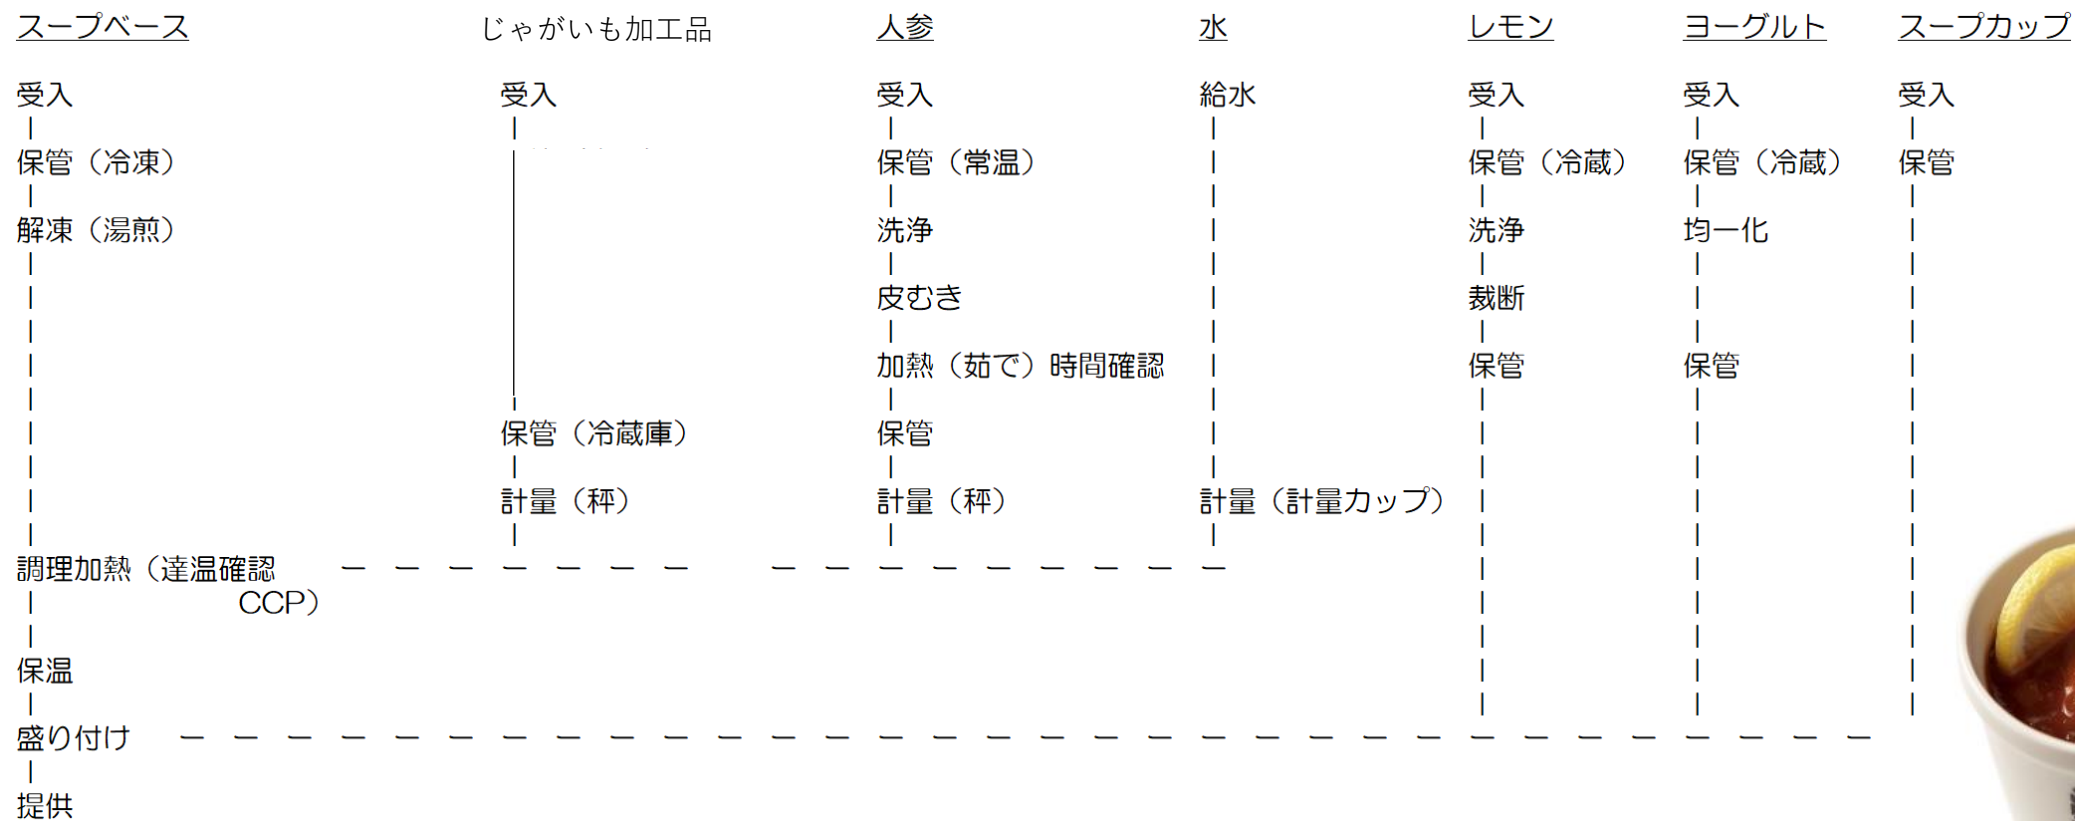 スープベース じゃがいも加工品 人参 水 レモン ヨーグルト スープカップ
受入 受入 受入 給水 受入 受入 受入
保管（冷凍） 保管（常温） 保管（冷蔵） 保管（冷蔵） 保管
解凍（湯煎） 洗浄 洗浄 均一化
皮むき 裁断
加熱（茹で）時間確認 保管 保管
保管（冷蔵庫） 保管
計量（秤） 計量（秤） 計量（計量カップ）
調理加熱（達温確認
CCP）
保温
盛り付け
提供